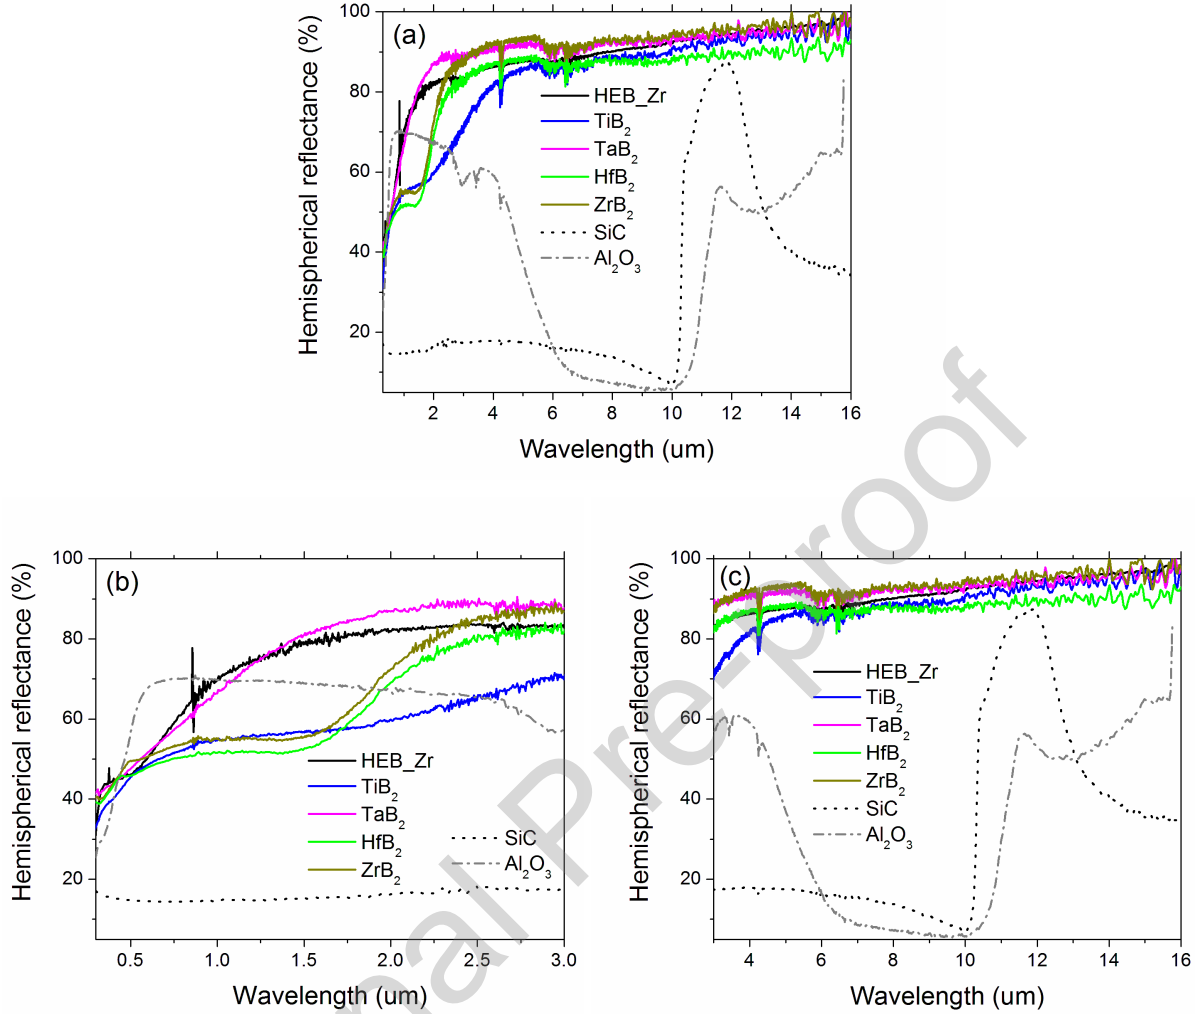 (a)
Hemispherical reflectance (%)
100
80
60
40
20
HEB_Zr
TiB2
TaB2
HfB2
ZrB2
SiC
Al2O3
2 4 6 8 10 12 14 16
Wavelength (um)
(b)
Hemispherical reflectance (%)
100
80
60
40
20
HEB_Zr
TiB2
TaB2
HfB2
ZrB2
SiC
Al2O3
0.5 1.0 1.5 2.0 2.5 3.0
Wavelength (um)
(c)
Hemispherical reflectance (%)
100
80
60
40
20
HEB_Zr
TiB2
TaB2
HfB2
ZrB2
SiC
Al2O3
4 6 8 10 12 14 16
Wavelength (um)
nal Pre-proof